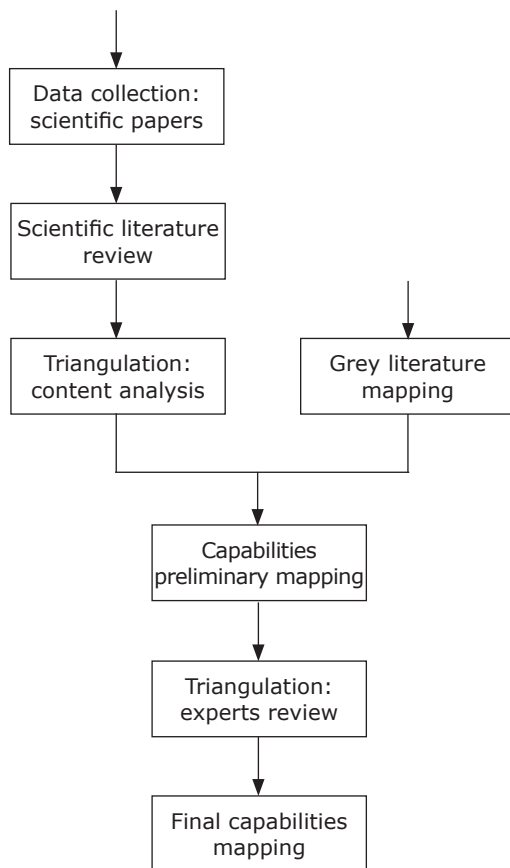 Data collection:
scientific papers
Scientific literature
review
Triangulation:
content analysis
Grey literature
mapping
Capabilities
preliminary mapping
Triangulation:
experts review
Final capabilities
mapping